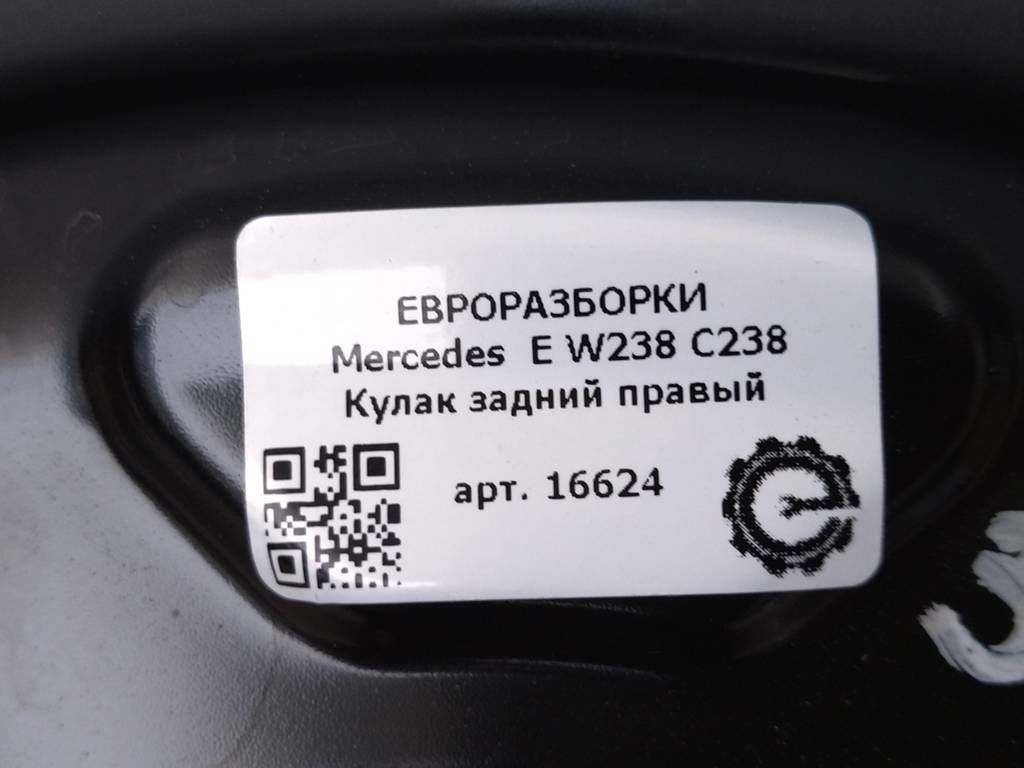 ЕВРОРАЗБОРКИ
Mercedes E W238 C238
Кулак задний правый
арт. 16624